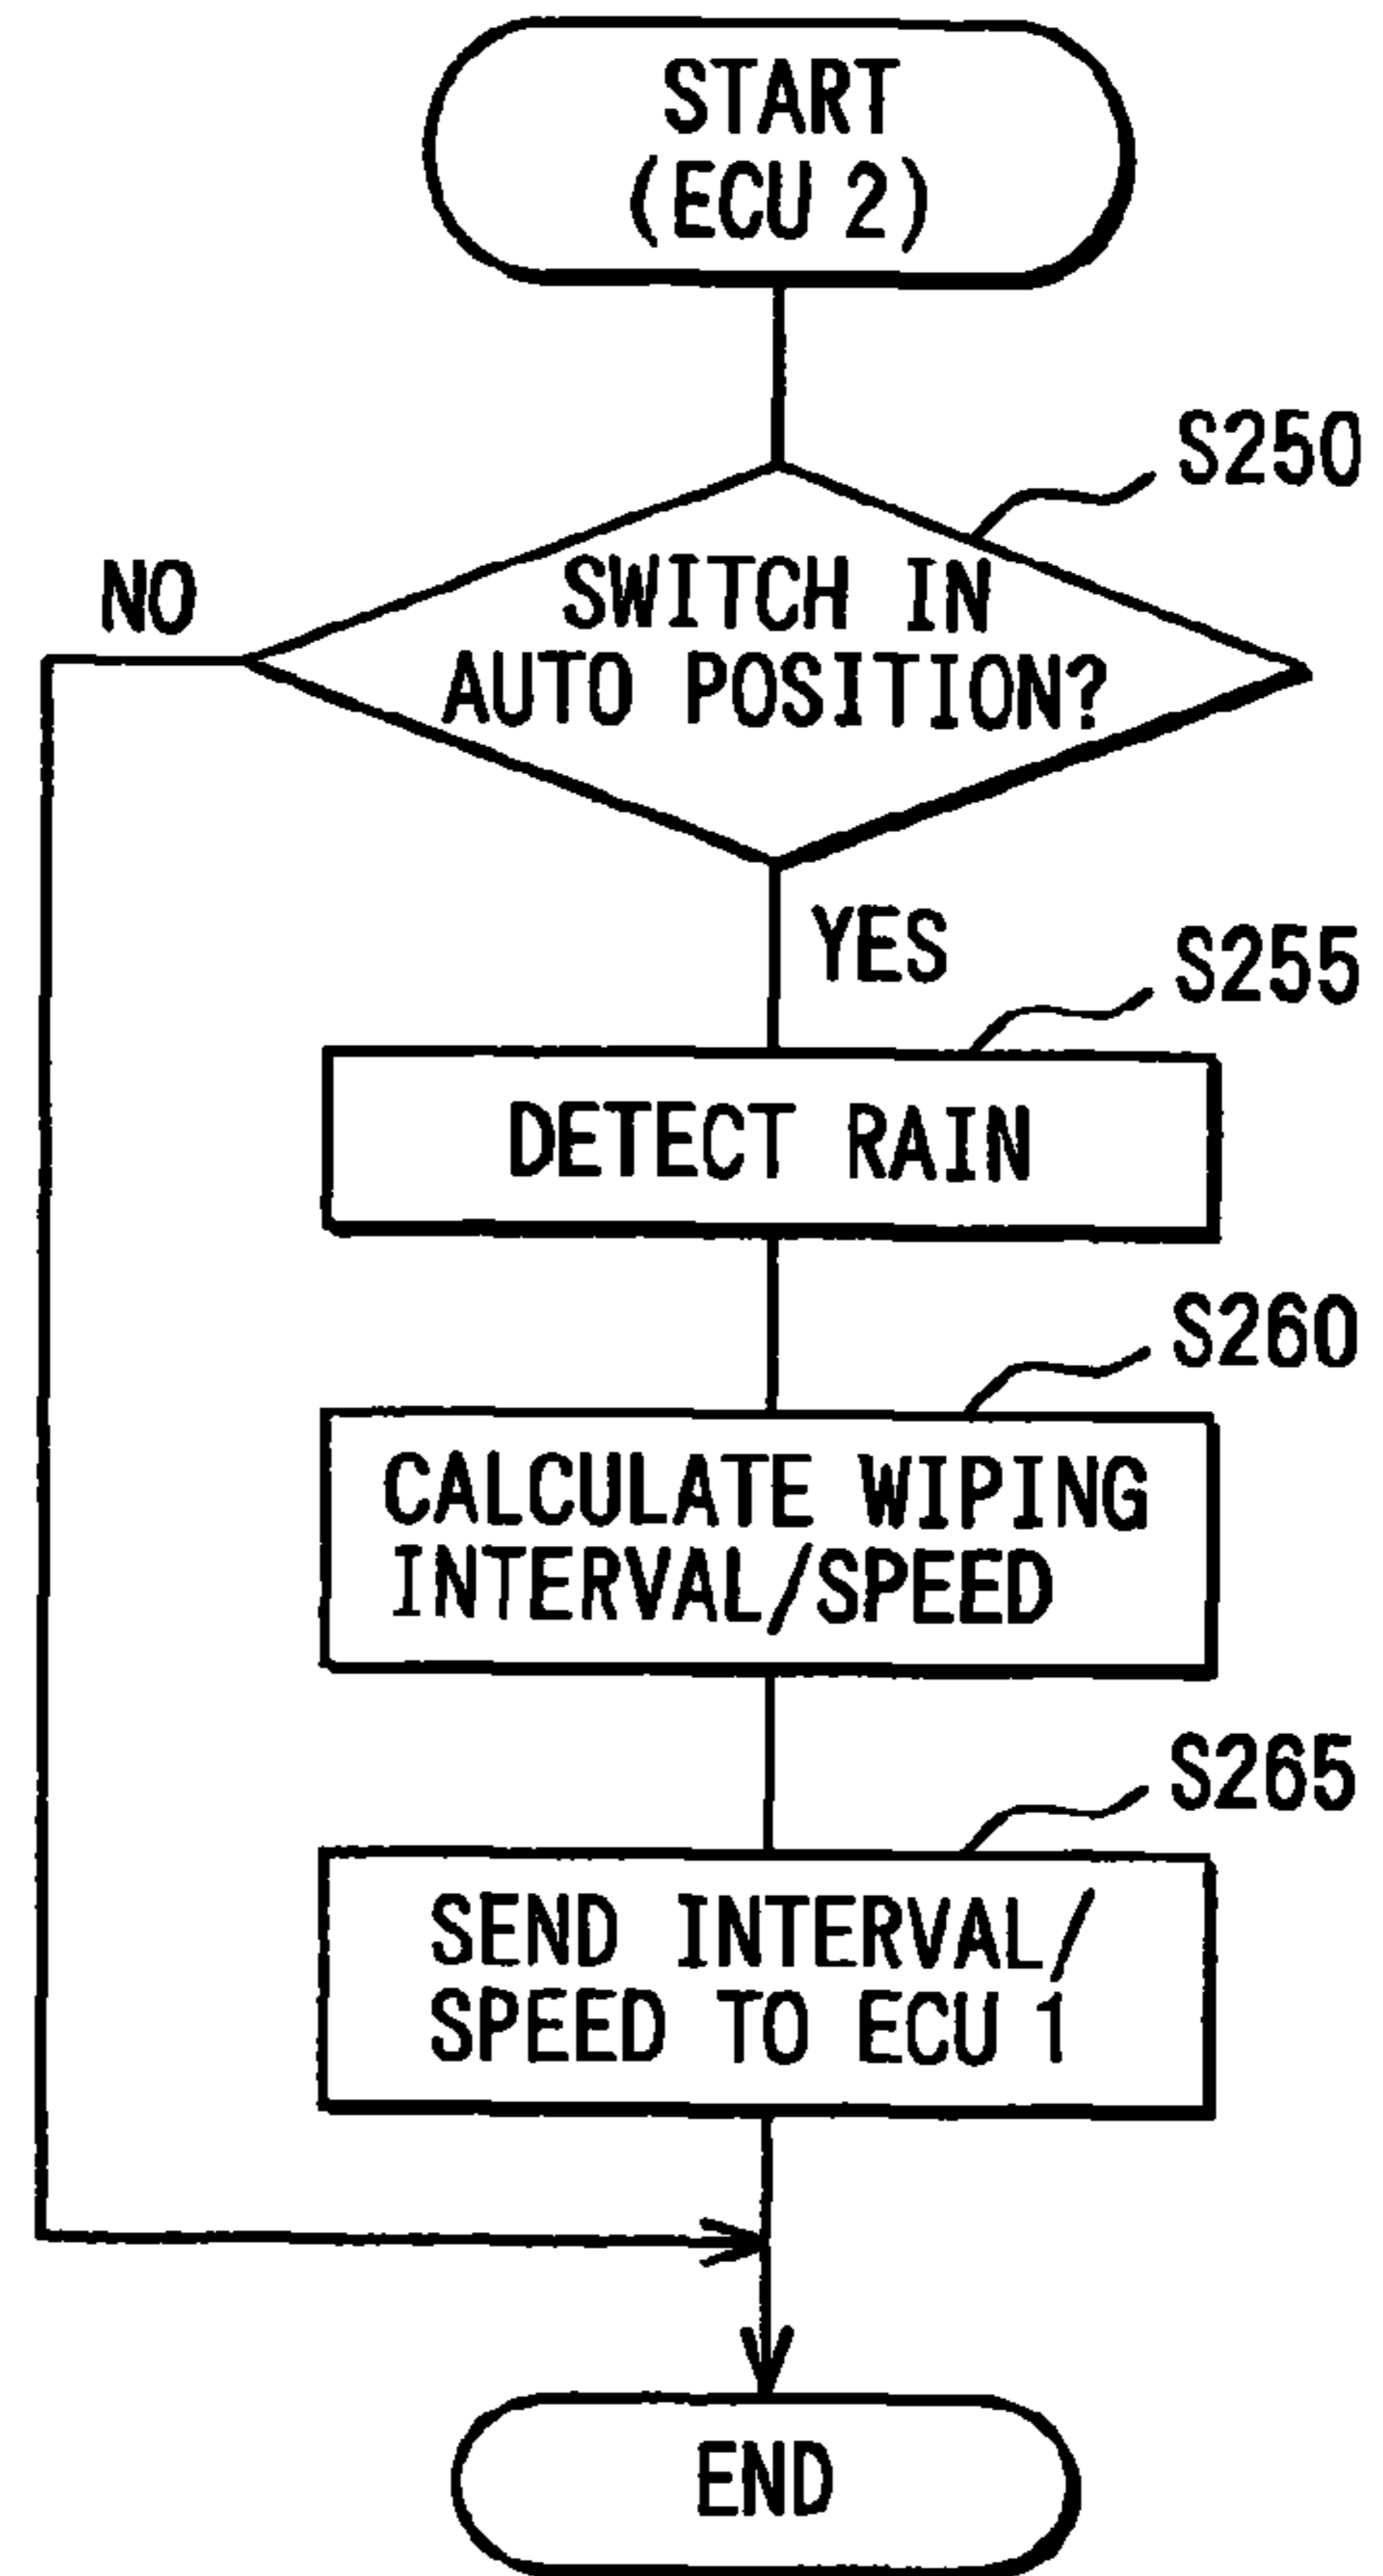 START
(ECU 2)
S250
NO
SWITCH IN
AUTO POSITION?
YES
S255
DETECT RAIN
S260
CALCULATE WIPING
INTERVAL/SPEED
S265
SEND INTERVAL/
SPEED TO ECU 1
END